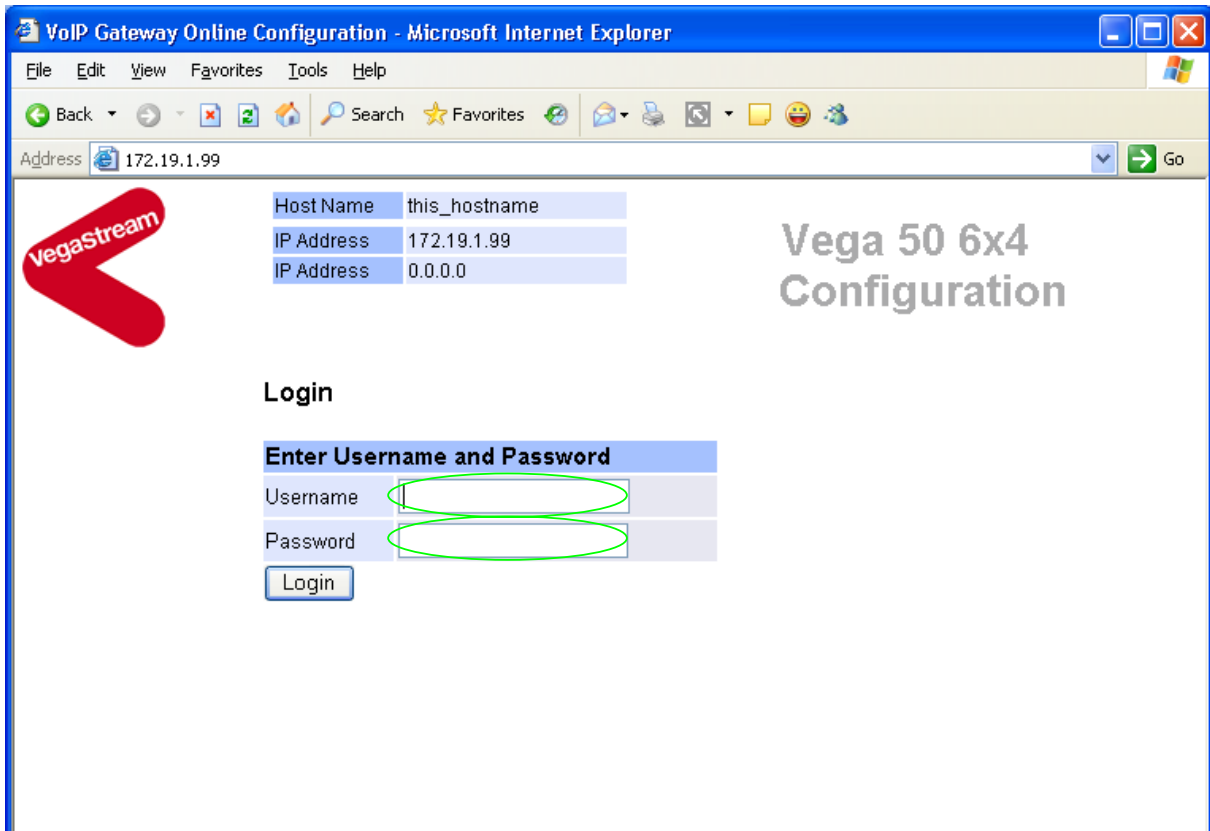 VoIP Gateway Online Configuration - Microsoft Internet Explorer
File Edit View Favorites Tools Help
Back Search Favorites
Address 172.19.1.99 Go
vegastream
Host Name this_hostname
IP Address 172.19.1.99
IP Address 0.0.0.0
Vega 50 6x4
Configuration
Login
Enter Username and Password
Username
Password
Login